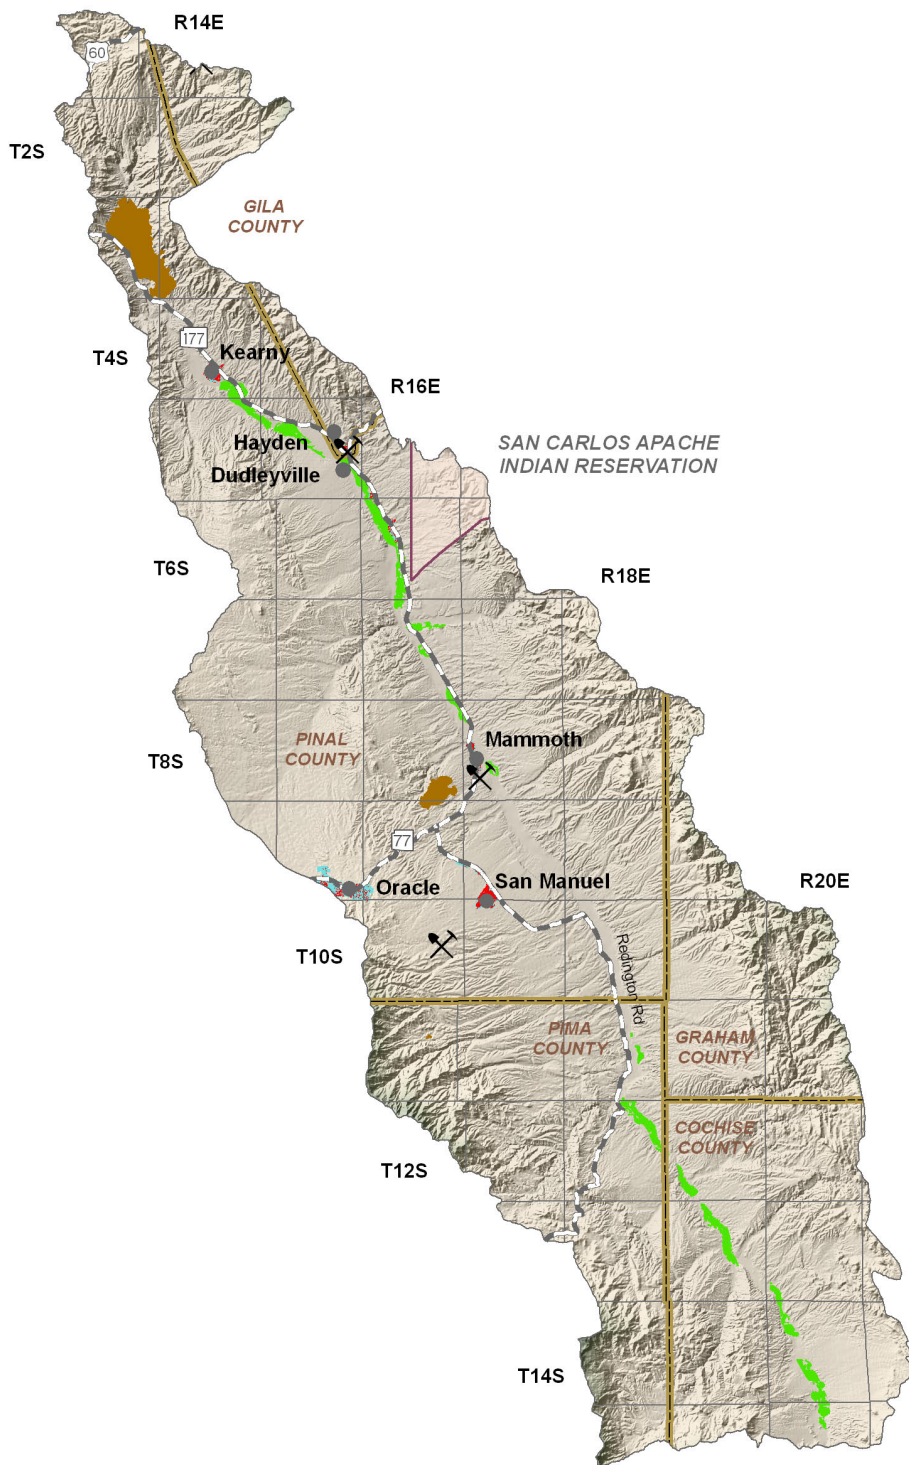 R14E
60
T2S
GILA
COUNTY
177
Kearny
T4S
R16E
Hayden
SAN CARLOS APACHE
INDIAN RESERVATION
Dudleyville
T6S
R18E
Mammoth
PINAL
COUNTY
T8S
77
Oracle
San Manuel
R20E
T10S
Redington Rd
PIMA
COUNTY
GRAHAM
COUNTY
COCHISE
COUNTY
T12S
T14S